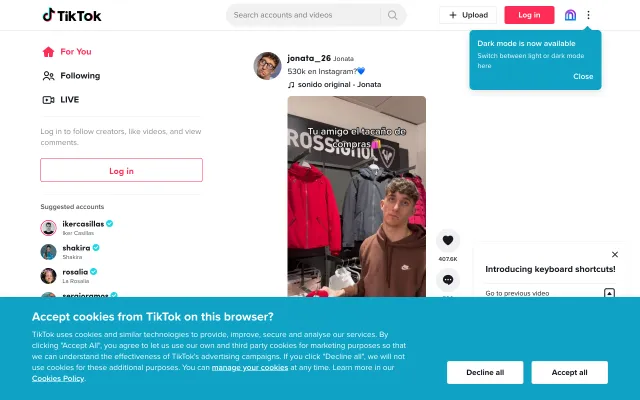 TikTok
Search accounts and videos
Upload
Log in
Dark mode is now available
Switch between light or dark mode
here
Close
For You
Following
LIVE
Log in to follow creators, like videos, and view
comments.
Log in
Suggested accounts
ikercasillas
Iker Casillas
shakira
Shakira
rosalia
La Rosalia
sergioramos
jonata_26 Jonata
530k en Instagram?💙
sonido original - Jonata
ROSSIGNOL
Tu amigo el tacaño de
compras
407.6K
Introducing keyboard shortcuts!
Go to previous video
Accept cookies from TikTok on this browser?
TikTok uses cookies and similar technologies to provide, improve, secure and analyse our services. By
clicking "Accept All", you agree to let us use our own and third party cookies for marketing purposes so that
we can understand the effectiveness of TikTok's advertising campaigns. If you click "Decline all", we will not
use cookies for these additional purposes. You can manage your cookies at any time. Learn more in our
Cookies Policy.
Decline all
Accept all